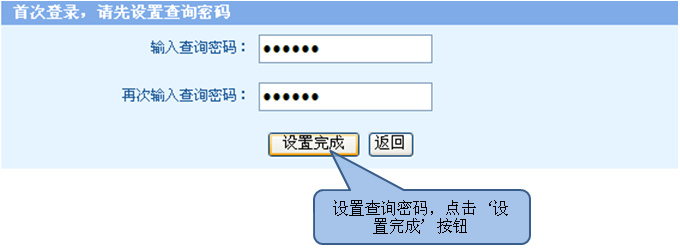 首次登录，请先设置查询密码
输入查询密码：
再次输入查询密码：
设置完成 返回
设置查询密码，点击‘设
置完成’按钮